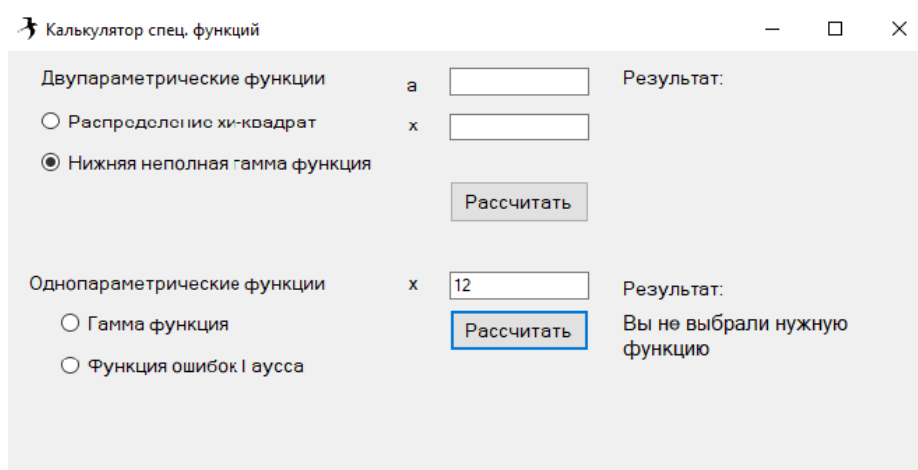 Калькулятор спец. функций
Двупараметрические функции
a
Результат:
Распределение хи-квадрат
x
Нижняя неполная гамма функция
Рассчитать
Однопараметрические функции
x
12
Результат:
Гамма функция
Рассчитать
Вы не выбрали нужную
функцию
Функция ошибок Гаусса